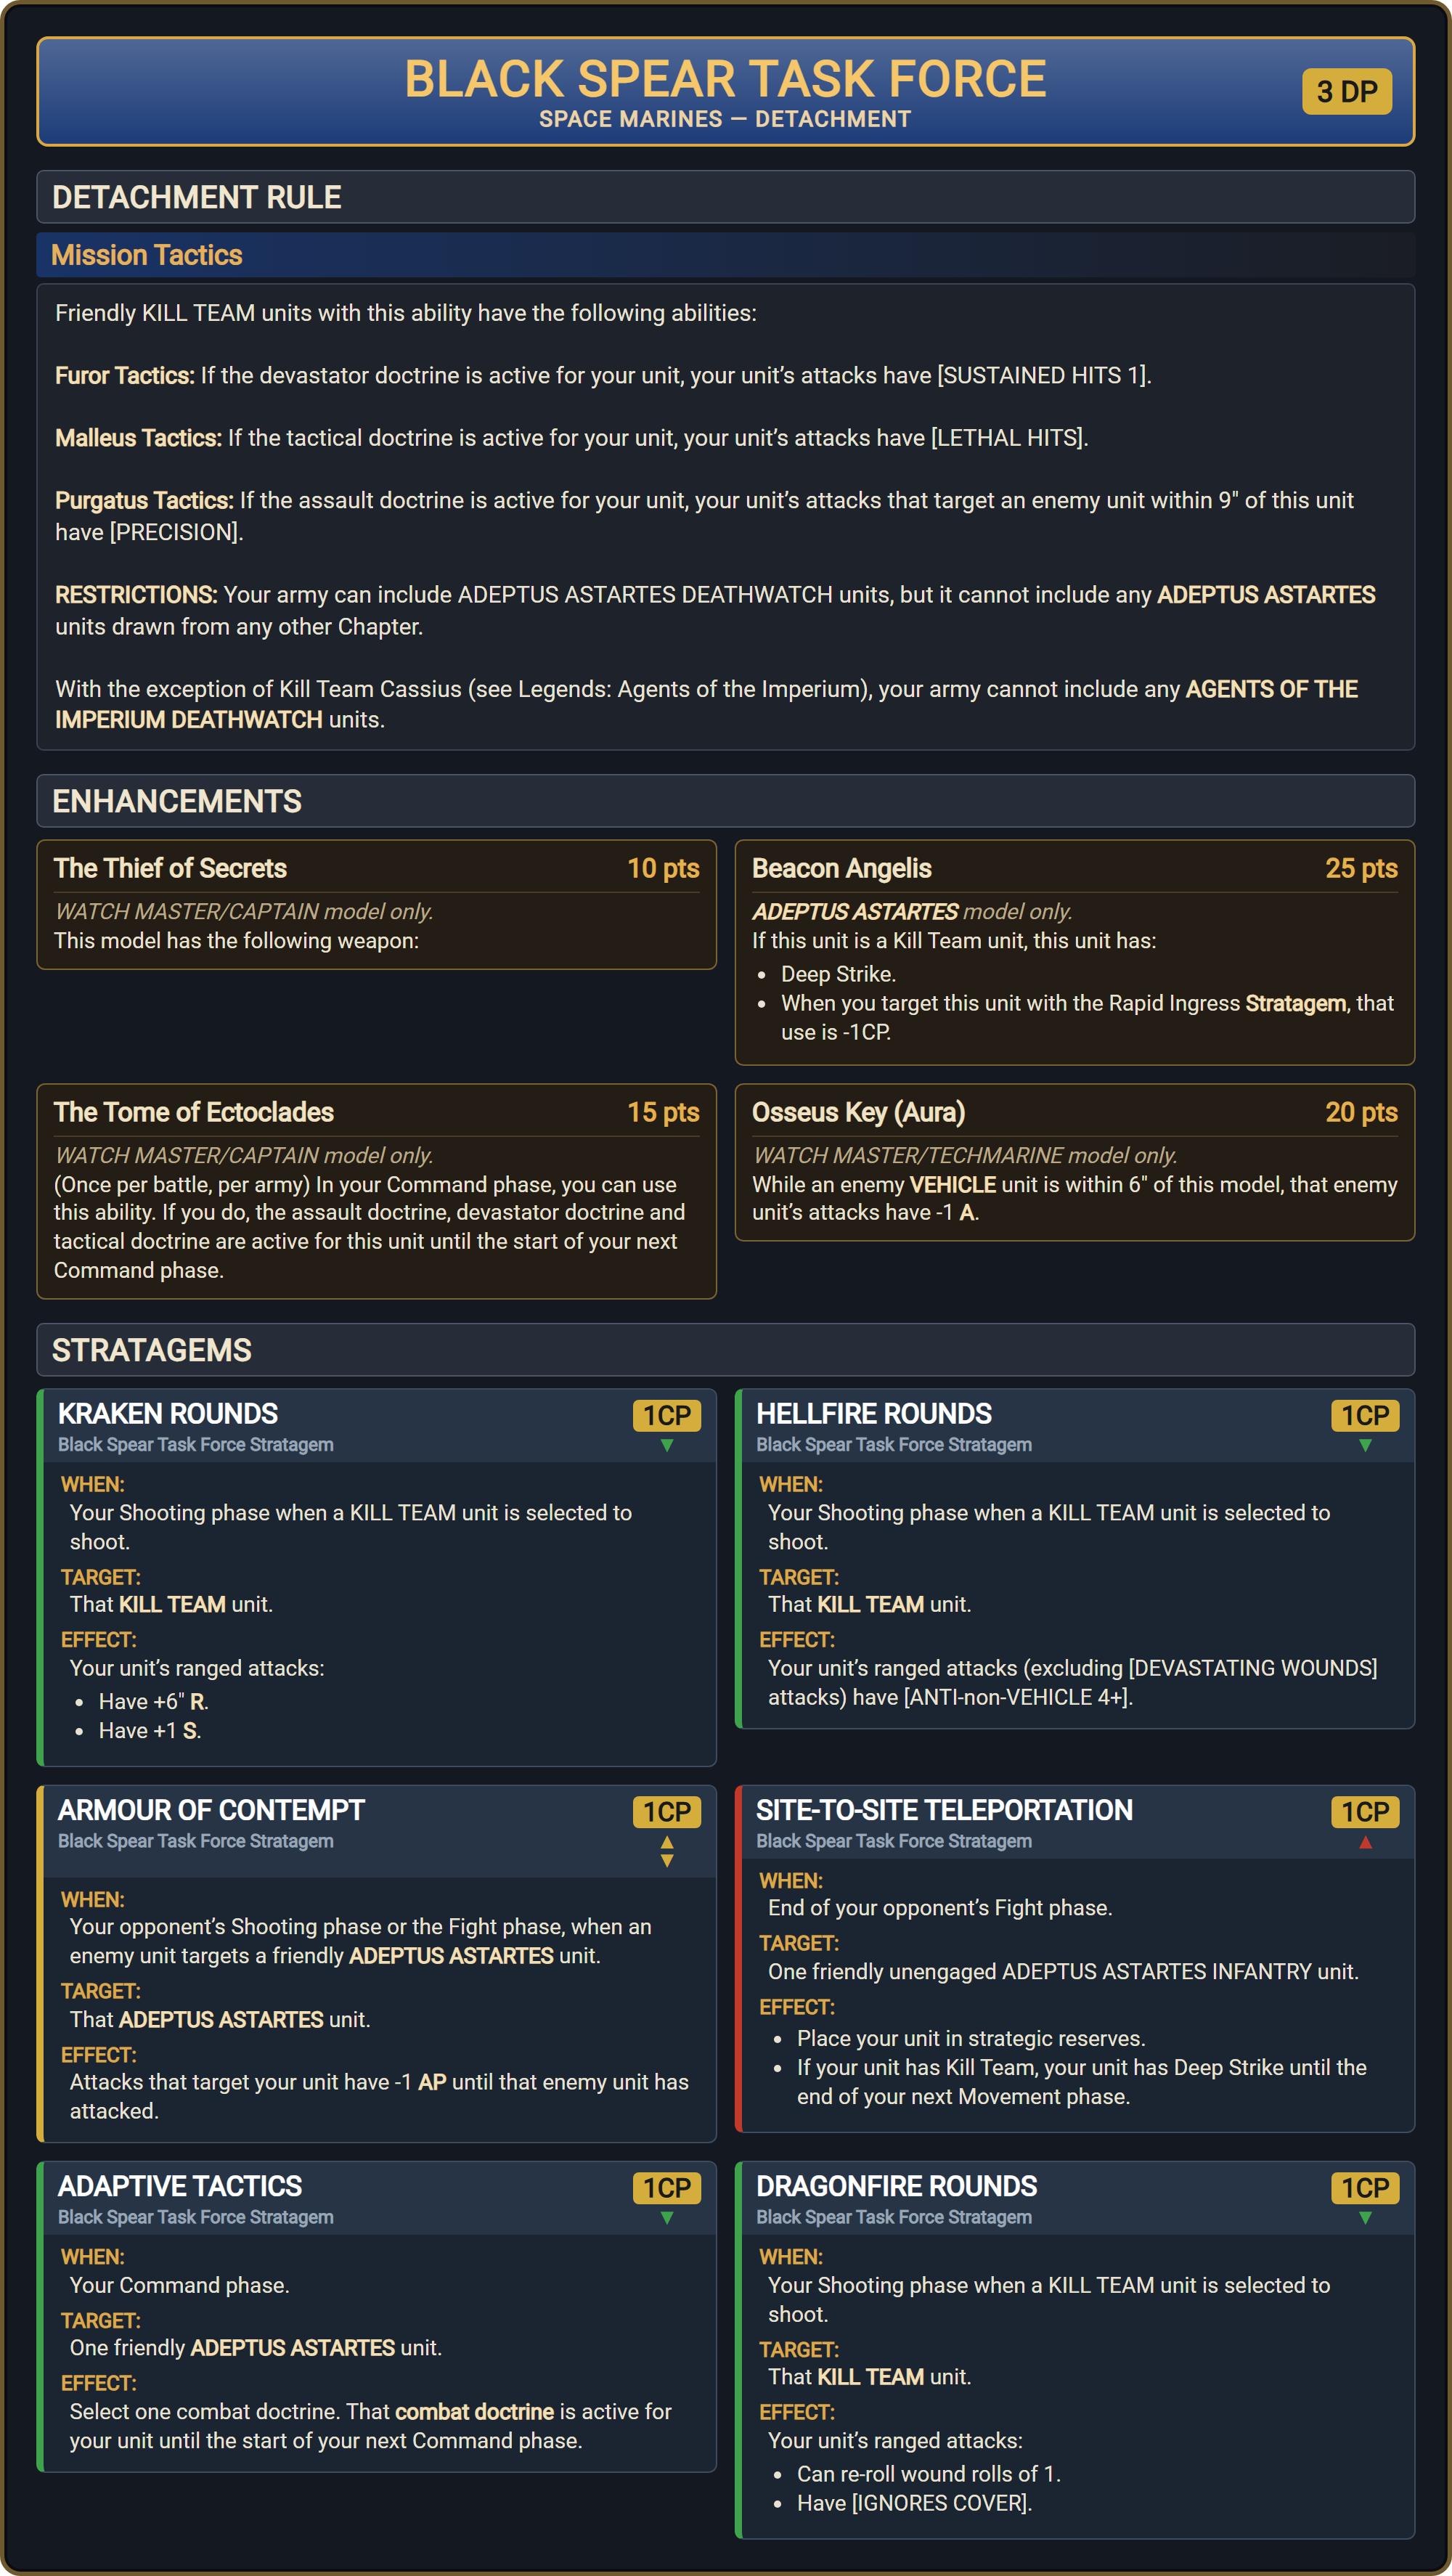 BLACK SPEAR TASK FORCE
SPACE MARINES — DETACHMENT
3 DP
DETACHMENT RULE
Mission Tactics
Friendly KILL TEAM units with this ability have the following abilities:
Furor Tactics: If the devastator doctrine is active for your unit, your unit’s attacks have [SUSTAINED HITS 1].
Malleus Tactics: If the tactical doctrine is active for your unit, your unit’s attacks have [LETHAL HITS].
Purgatus Tactics: If the assault doctrine is active for your unit, your unit’s attacks that target an enemy unit within 9" of this unit
have [PRECISION].
RESTRICTIONS: Your army can include ADEPTUS ASTARTES DEATHWATCH units, but it cannot include any ADEPTUS ASTARTES
units drawn from any other Chapter.
With the exception of Kill Team Cassius (see Legends: Agents of the Imperium), your army cannot include any AGENTS OF THE
IMPERIUM DEATHWATCH units.
ENHANCEMENTS
The Thief of Secrets 10 pts
WATCH MASTER/CAPTAIN model only.
This model has the following weapon:
Beacon Angelis 25 pts
ADEPTUS ASTARTES model only.
If this unit is a Kill Team unit, this unit has:
• Deep Strike.
• When you target this unit with the Rapid Ingress Stratagem, that
use is -1CP.
The Tome of Ectoclades 15 pts
WATCH MASTER/CAPTAIN model only.
(Once per battle, per army) In your Command phase, you can use
this ability. If you do, the assault doctrine, devastator doctrine and
tactical doctrine are active for this unit until the start of your next
Command phase.
Osseus Key (Aura) 20 pts
WATCH MASTER/TECHMARINE model only.
While an enemy VEHICLE unit is within 6" of this model, that enemy
unit’s attacks have -1 A.
STRATAGEMS
KRAKEN ROUNDS 1CP
Black Spear Task Force Stratagem ▼
WHEN:
Your Shooting phase when a KILL TEAM unit is selected to
shoot.
TARGET:
That KILL TEAM unit.
EFFECT:
Your unit’s ranged attacks:
• Have +6" R.
• Have +1 S.
HELLFIRE ROUNDS 1CP
Black Spear Task Force Stratagem ▼
WHEN:
Your Shooting phase when a KILL TEAM unit is selected to
shoot.
TARGET:
That KILL TEAM unit.
EFFECT:
Your unit’s ranged attacks (excluding [DEVASTATING WOUNDS]
attacks) have [ANTI-non-VEHICLE 4+].
ARMOUR OF CONTEMPT 1CP
Black Spear Task Force Stratagem ▲
▼
WHEN:
Your opponent’s Shooting phase or the Fight phase, when an
enemy unit targets a friendly ADEPTUS ASTARTES unit.
TARGET:
That ADEPTUS ASTARTES unit.
EFFECT:
Attacks that target your unit have -1 AP until that enemy unit has
attacked.
SITE-TO-SITE TELEPORTATION 1CP
Black Spear Task Force Stratagem ▲
WHEN:
End of your opponent’s Fight phase.
TARGET:
One friendly unengaged ADEPTUS ASTARTES INFANTRY unit.
EFFECT:
• Place your unit in strategic reserves.
• If your unit has Kill Team, your unit has Deep Strike until the
end of your next Movement phase.
ADAPTIVE TACTICS 1CP
Black Spear Task Force Stratagem ▼
WHEN:
Your Command phase.
TARGET:
One friendly ADEPTUS ASTARTES unit.
EFFECT:
Select one combat doctrine. That combat doctrine is active for
your unit until the start of your next Command phase.
DRAGONFIRE ROUNDS 1CP
Black Spear Task Force Stratagem ▼
WHEN:
Your Shooting phase when a KILL TEAM unit is selected to
shoot.
TARGET:
That KILL TEAM unit.
EFFECT:
Your unit’s ranged attacks:
• Can re-roll wound rolls of 1.
• Have [IGNORES COVER].